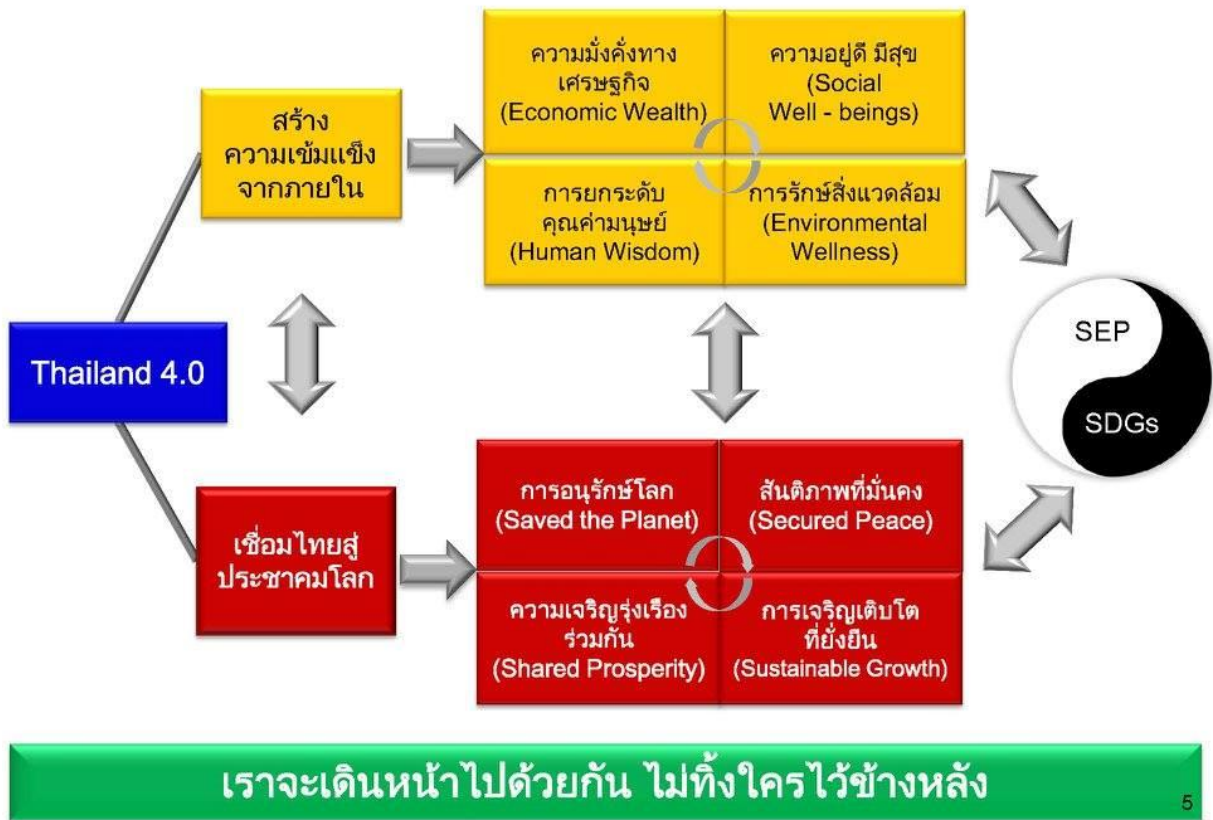 ความมั่งคั่งทาง
เศรษฐกิจ
(Economic Wealth)
ความอยู่ดี มีสุข
(Social
Well - beings)
สร้าง
ความเข้มแข็ง
จากภายใน
การยกระดับ
คุณค่ามนุษย์
(Human Wisdom)
การรักษ์สิ่งแวดล้อม
(Environmental
Wellness)
Thailand 4.0
SEP
SDGs
การอนุรักษ์โลก
(Saved the Planet)
สันติภาพที่มั่นคง
(Secured Peace)
เชื่อมไทยสู่
ประชาคมโลก
ความเจริญรุ่งเรือง
ร่วมกัน
(Shared Prosperity)
การเจริญเติบโต
ที่ยั่งยืน
(Sustainable Growth)
เราจะเดินหน้าไปด้วยกัน ไม่ทิ้งใครไว้ข้างหลัง
5